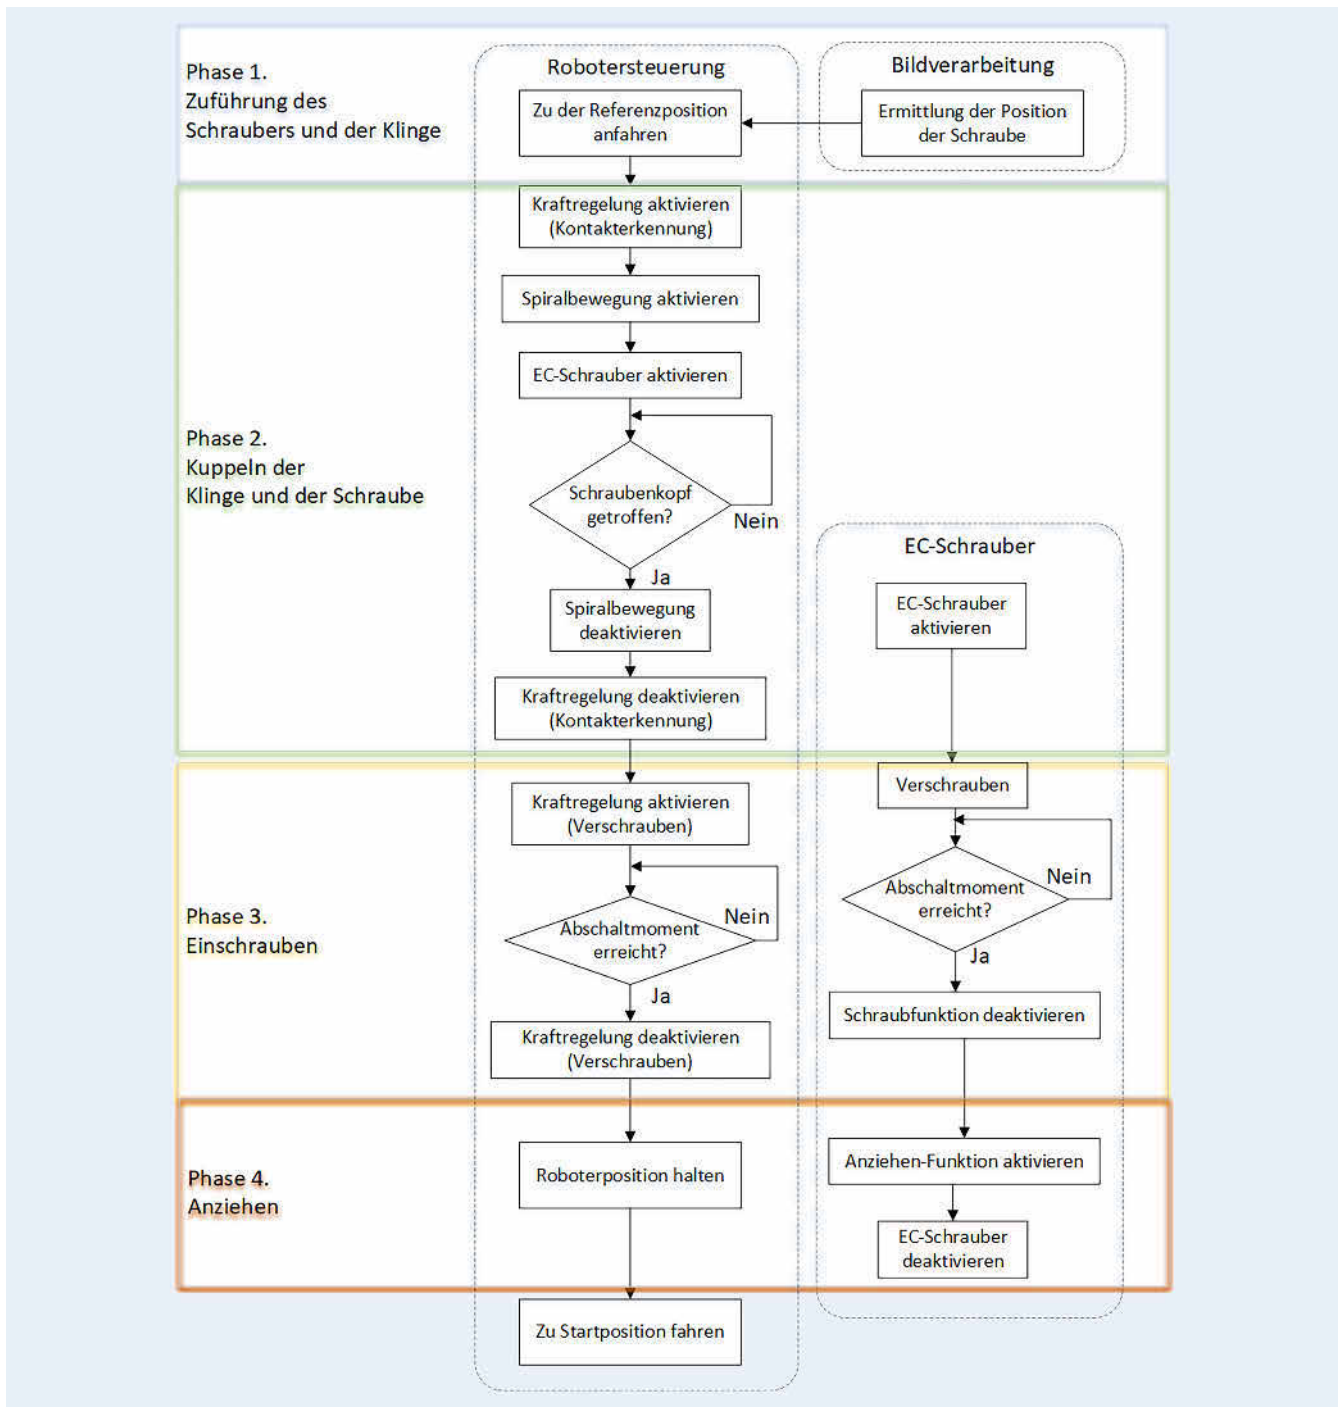 Phase 1.
Zuführung des
Schraubers und der Klinge
Robotersteuerung
Zu der Referenzposition
anfahren
Bildverarbeitung
Ermittlung der Position
der Schraube
Phase 2.
Kuppeln der
Klinge und der Schraube
Kraftregelung aktivieren
(Kontakterkennung)
Spiralbewegung aktivieren
EC-Schrauber aktivieren
Schraubenkopf
getroffen?
Nein
Ja
Spiralbewegung
deaktivieren
Kraftregelung deaktivieren
(Kontakterkennung)
EC-Schrauber
EC-Schrauber
aktivieren
Phase 3.
Einschrauben
Kraftregelung aktivieren
(Verschrauben)
Abschaltmoment
erreicht?
Nein
Ja
Kraftregelung deaktivieren
(Verschrauben)
Verschrauben
Abschaltmoment
erreicht?
Nein
Ja
Schraubfunktion deaktivieren
Phase 4.
Anziehen
Roboterposition halten
Anziehen-Funktion aktivieren
EC-Schrauber
deaktivieren
Zu Startposition fahren